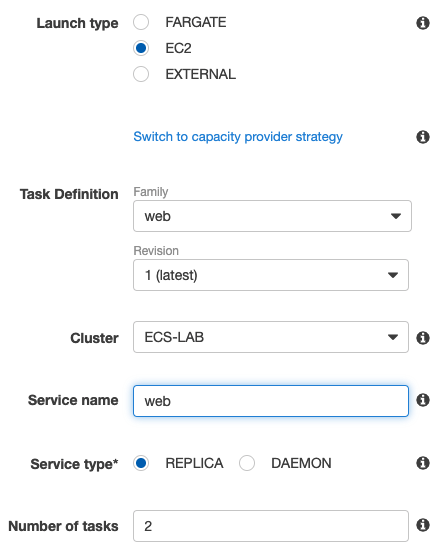 Launch type FARGATE
EC2
EXTERNAL
Switch to capacity provider strategy
Task Definition Family
web
Revision
1 (latest)
Cluster ECS-LAB
Service name web
Service type* REPLICA DAEMON
Number of tasks 2